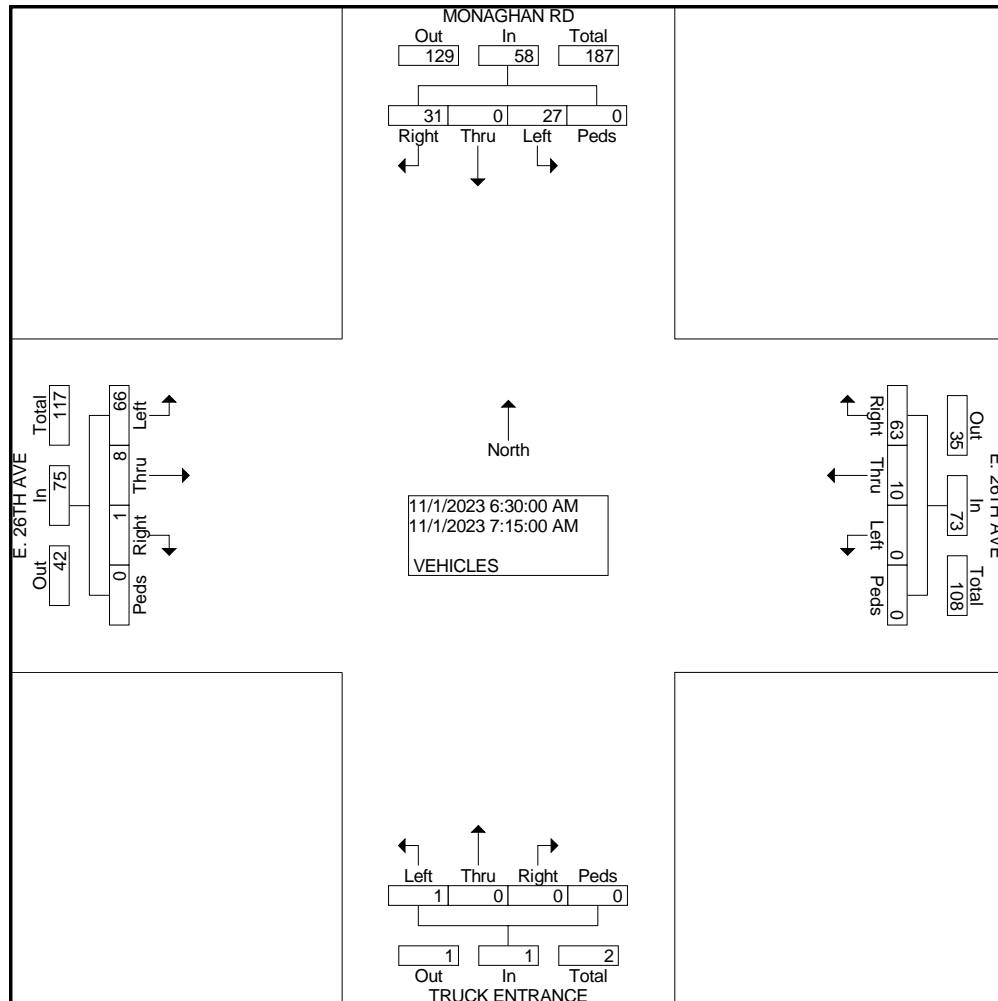 MONAGHAN RD
Out In Total
129 58 187
31 0 27 0
Right Thru Left Peds
E. 26TH AVE
Total In Out
117 75 42
66 8 1 0
Left Thru Right Peds
North
11/1/2023 6:30:00 AM
11/1/2023 7:15:00 AM
VEHICLES
Right Thru Left Peds
63 10 0 0
Out In Total
35 73 108
E. 26TH AVE
Left Thru Right Peds
1 0 0 0
1 1 2
Out In Total
TRUCK ENTRANCE